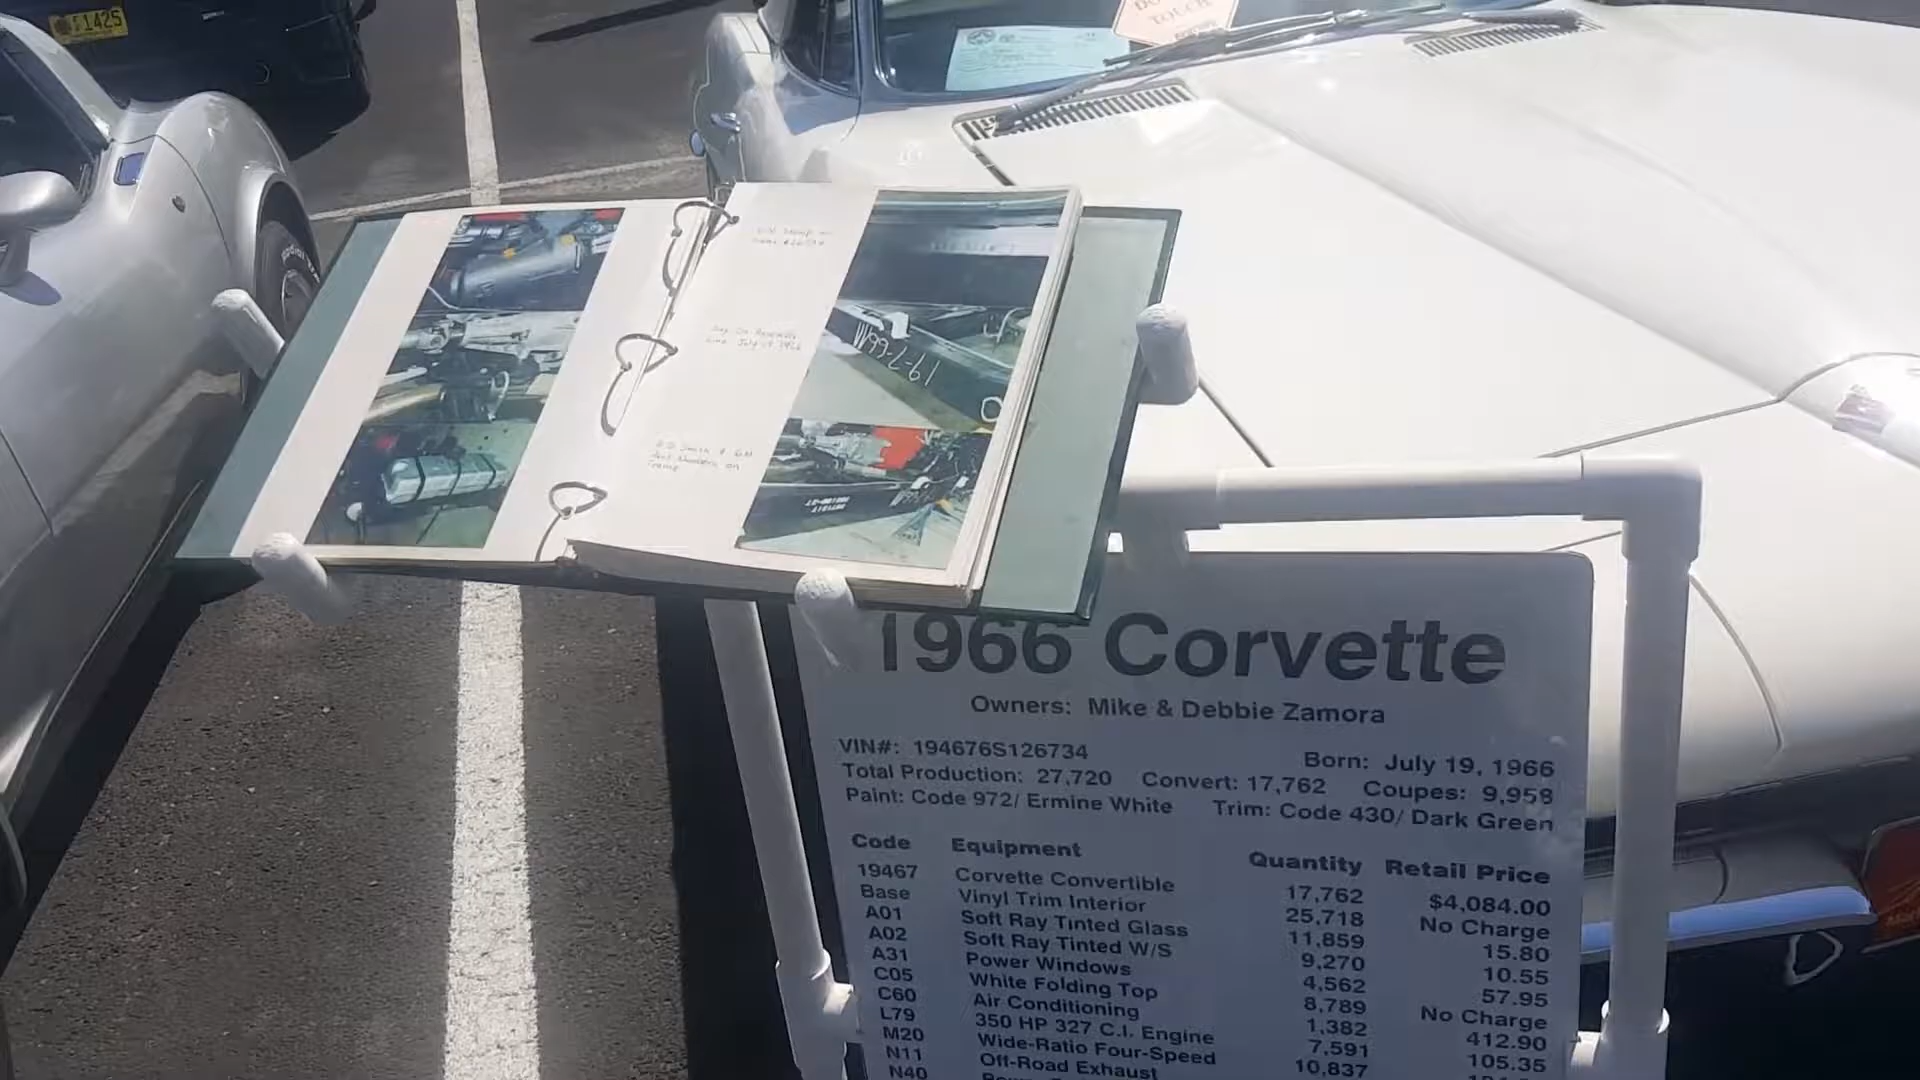 F1425
TOUCH
19-7-66
1966 Corvette
Owners: Mike & Debbie Zamora
VIN#: 194676S126734 Born: July 19, 1966
Total Production: 27,720 Convert: 17,762 Coupes: 9,958
Paint: Code 972/ Ermine White Trim: Code 430/ Dark Green
Code Equipment Quantity Retail Price
19467 Corvette Convertible 17,762 $4,084.00
Base Vinyl Trim Interior 25,718 No Charge
A01 Soft Ray Tinted Glass 11,859 15.80
A02 Soft Ray Tinted W/S 9,270 10.55
A31 Power Windows 4,562 57.95
C05 White Folding Top 8,789 No Charge
C60 Air Conditioning 1,382 412.90
L79 350 HP 327 C.I. Engine 7,591 105.35
M20 Wide-Ratio Four-Speed 10,837
N11 Off-Road Exhaust
N40